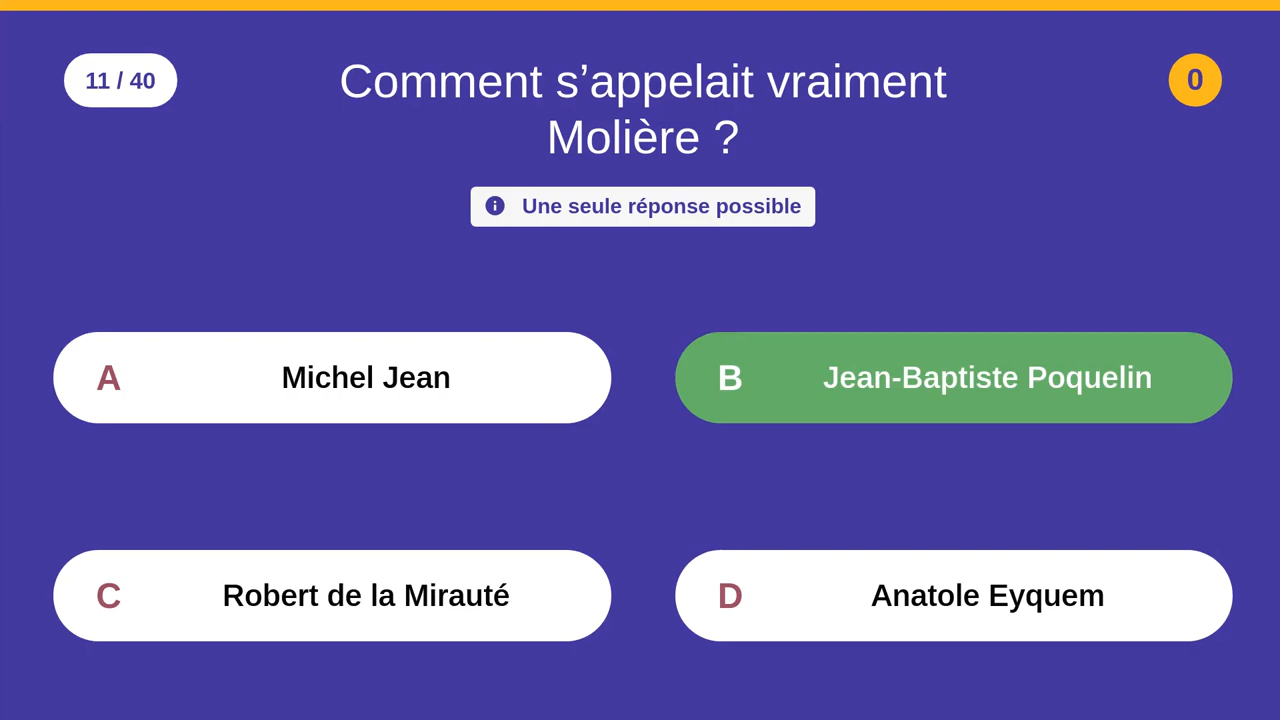 11 / 40
Comment s’appelait vraiment
Molière ?
0
Une seule réponse possible
A Michel Jean
B Jean-Baptiste Poquelin
C Robert de la Mirauté
D Anatole Eyquem